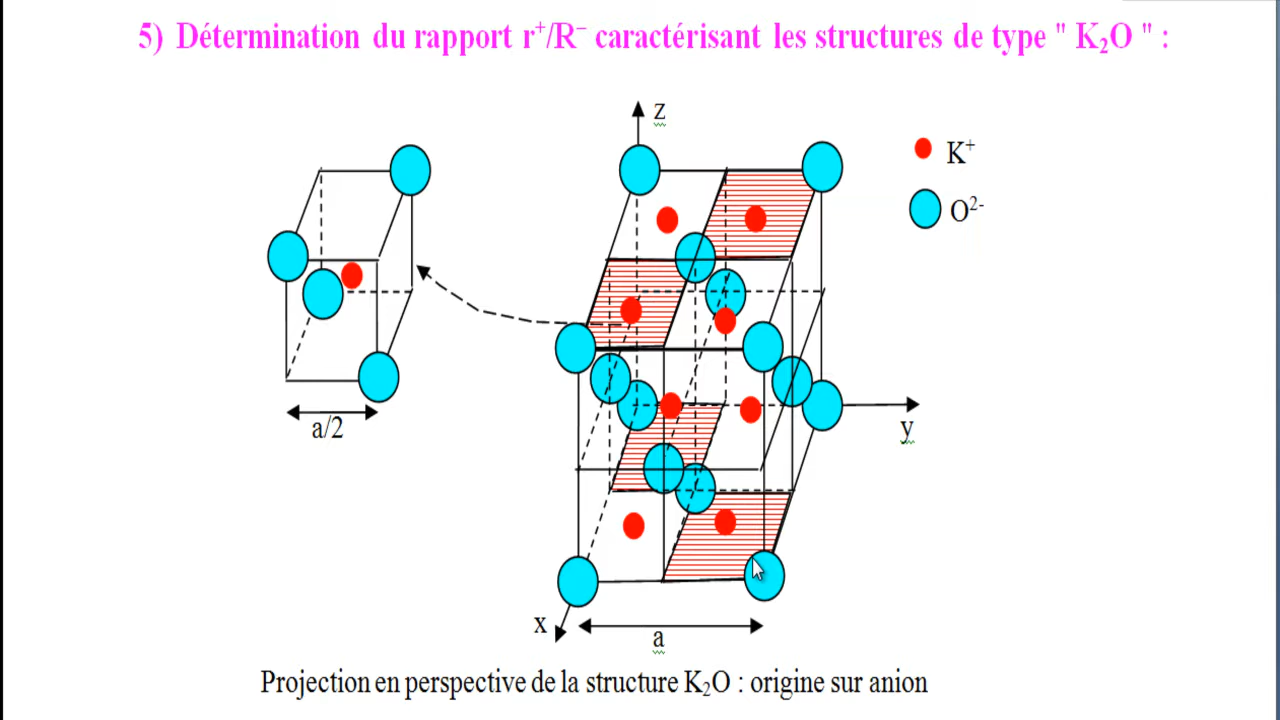 5) Détermination du rapport r⁺/R⁻ caractérisant les structures de type " K₂O " :
z
K⁺
O²⁻
a/2
y
x
a
Projection en perspective de la structure K₂O : origine sur anion